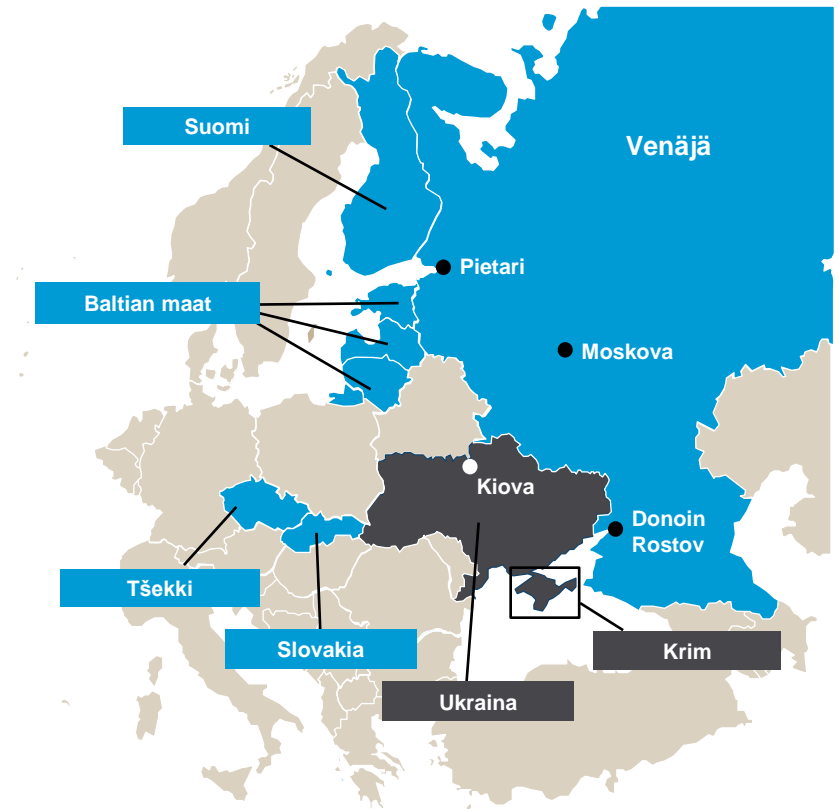 Suomi
Venäjä
Pietari
Baltian maat
Moskova
Kiova
Donoin
Rostov
Tšekki
Slovakia
Krim
Ukraina